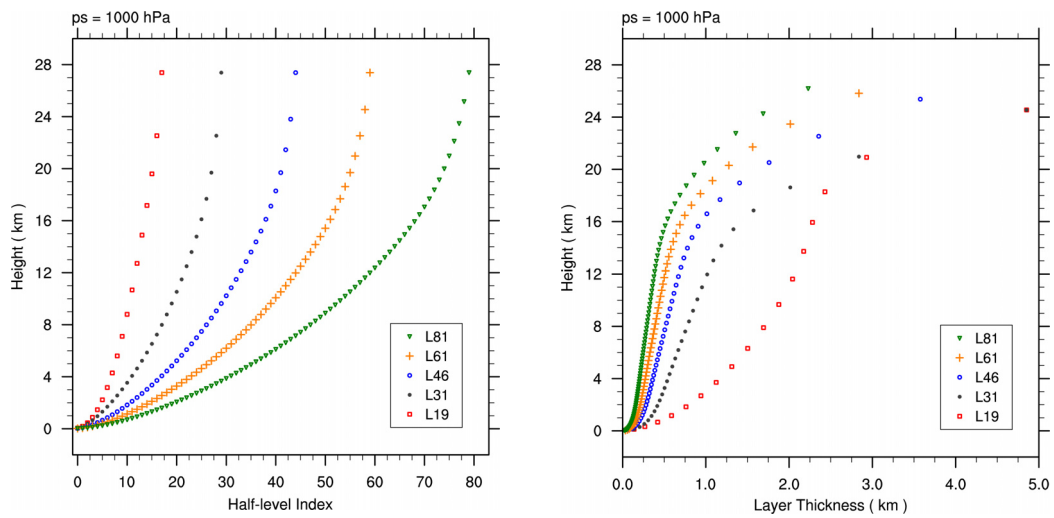 ps = 1000 hPa
Height ( km )
28
24
20
16
12
8
4
0
0 10 20 30 40 50 60 70 80
Half-level Index
L81
L61
L46
L31
L19
ps = 1000 hPa
Height ( km )
28
24
20
16
12
8
4
0
0.0 1.0 2.0 3.0 4.0 5.0
Layer Thickness ( km )
L81
L61
L46
L31
L19